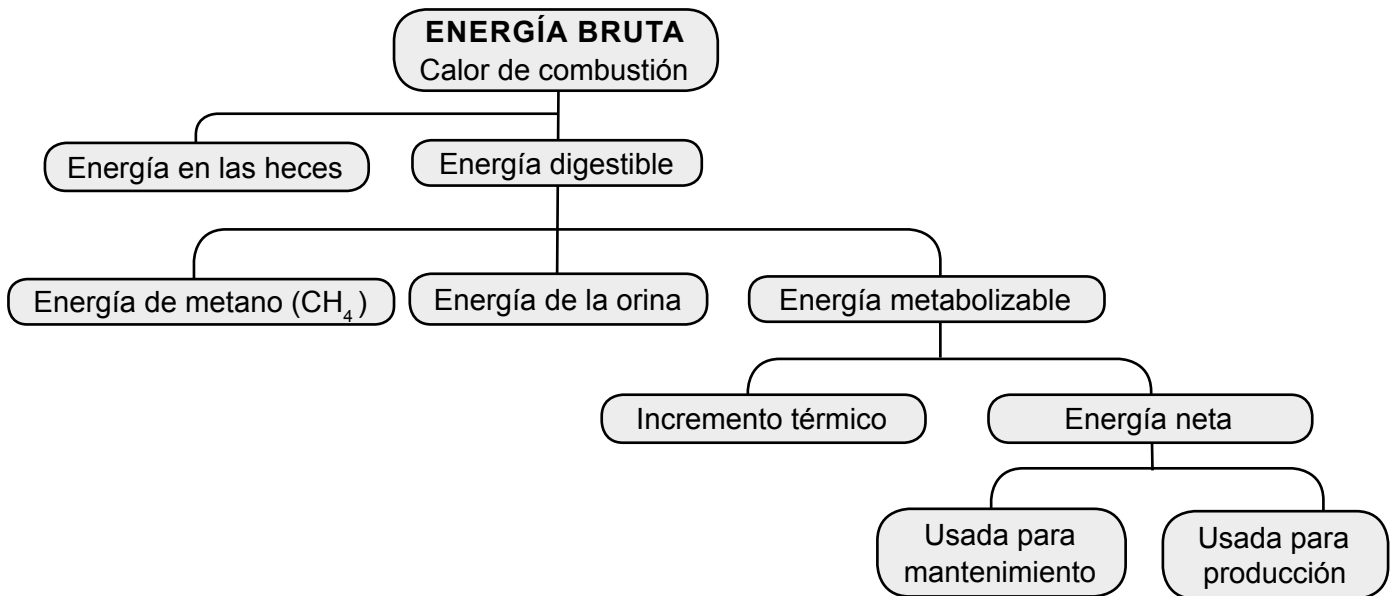 ENERGÍA BRUTA
Calor de combustión
Energía en las heces
Energía digestible
Energía de metano (CH₄)
Energía de la orina
Energía metabolizable
Incremento térmico
Energía neta
Usada para
mantenimiento
Usada para
producción